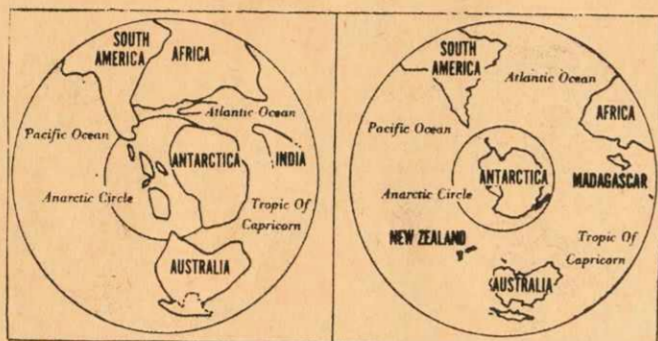 SOUTH
AMERICA
AFRICA
Atlantic Ocean
Pacific Ocean
ANTARCTICA
INDIA
Anarctic Circle
Tropic Of
Capricorn
AUSTRALIA
SOUTH
AMERICA
Atlantic Ocean
AFRICA
Pacific Ocean
ANTARCTICA
MADAGASCAR
Anarctic Circle
NEW ZEALAND
Tropic Of
Capricorn
AUSTRALIA